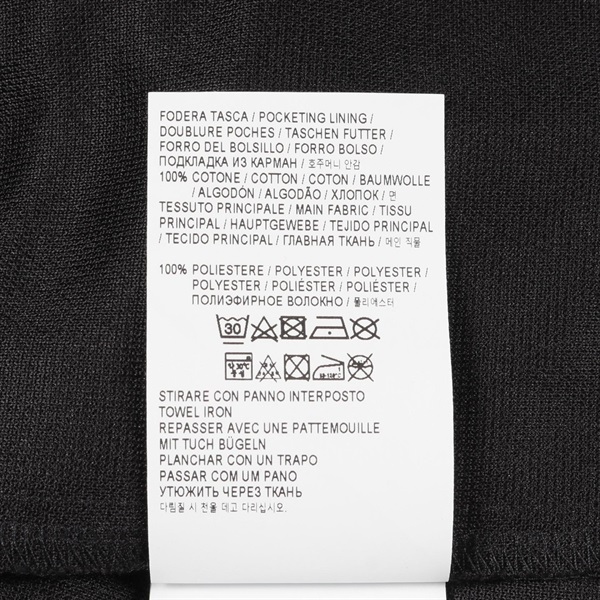 FODERA TASCA / POCKETING LINING /
DOUBLURE POCHES / TASCHEN FUTTER /
FORRO DEL BOLSILLO / FORRO BOLSO /
ПОДКЛАДКА ИЗ КАРМАН / 호주머니 안감
100% COTONE / COTTON / COTON / BAUMWOLLE
/ ALGODÓN / ALGODÃO / ХЛОПОК / 면
TESSUTO PRINCIPALE / MAIN FABRIC / TISSU
PRINCIPAL / HAUPTGEWEBE / TEJIDO PRINCIPAL
/ TECIDO PRINCIPAL / ГЛАВНАЯ ТКАНЬ / 메인 직물
100% POLIESTERE / POLYESTER / POLYESTER /
POLYESTER / POLIÉSTER / POLIÉSTER /
ПОЛИЭФИРНОЕ ВОЛОКНО / 폴리에스터
30
STIRARE CON PANNO INTERPOSTO
TOWEL IRON
REPASSER AVEC UNE PATTEMOUILLE
MIT TUCH BÜGELN
PLANCHAR CON UN TRAPO
PASSAR COM UM PANO
УТЮЖИТЬ ЧЕРЕЗ ТКАНЬ
다림질 시 천을 데고 다리십시오.